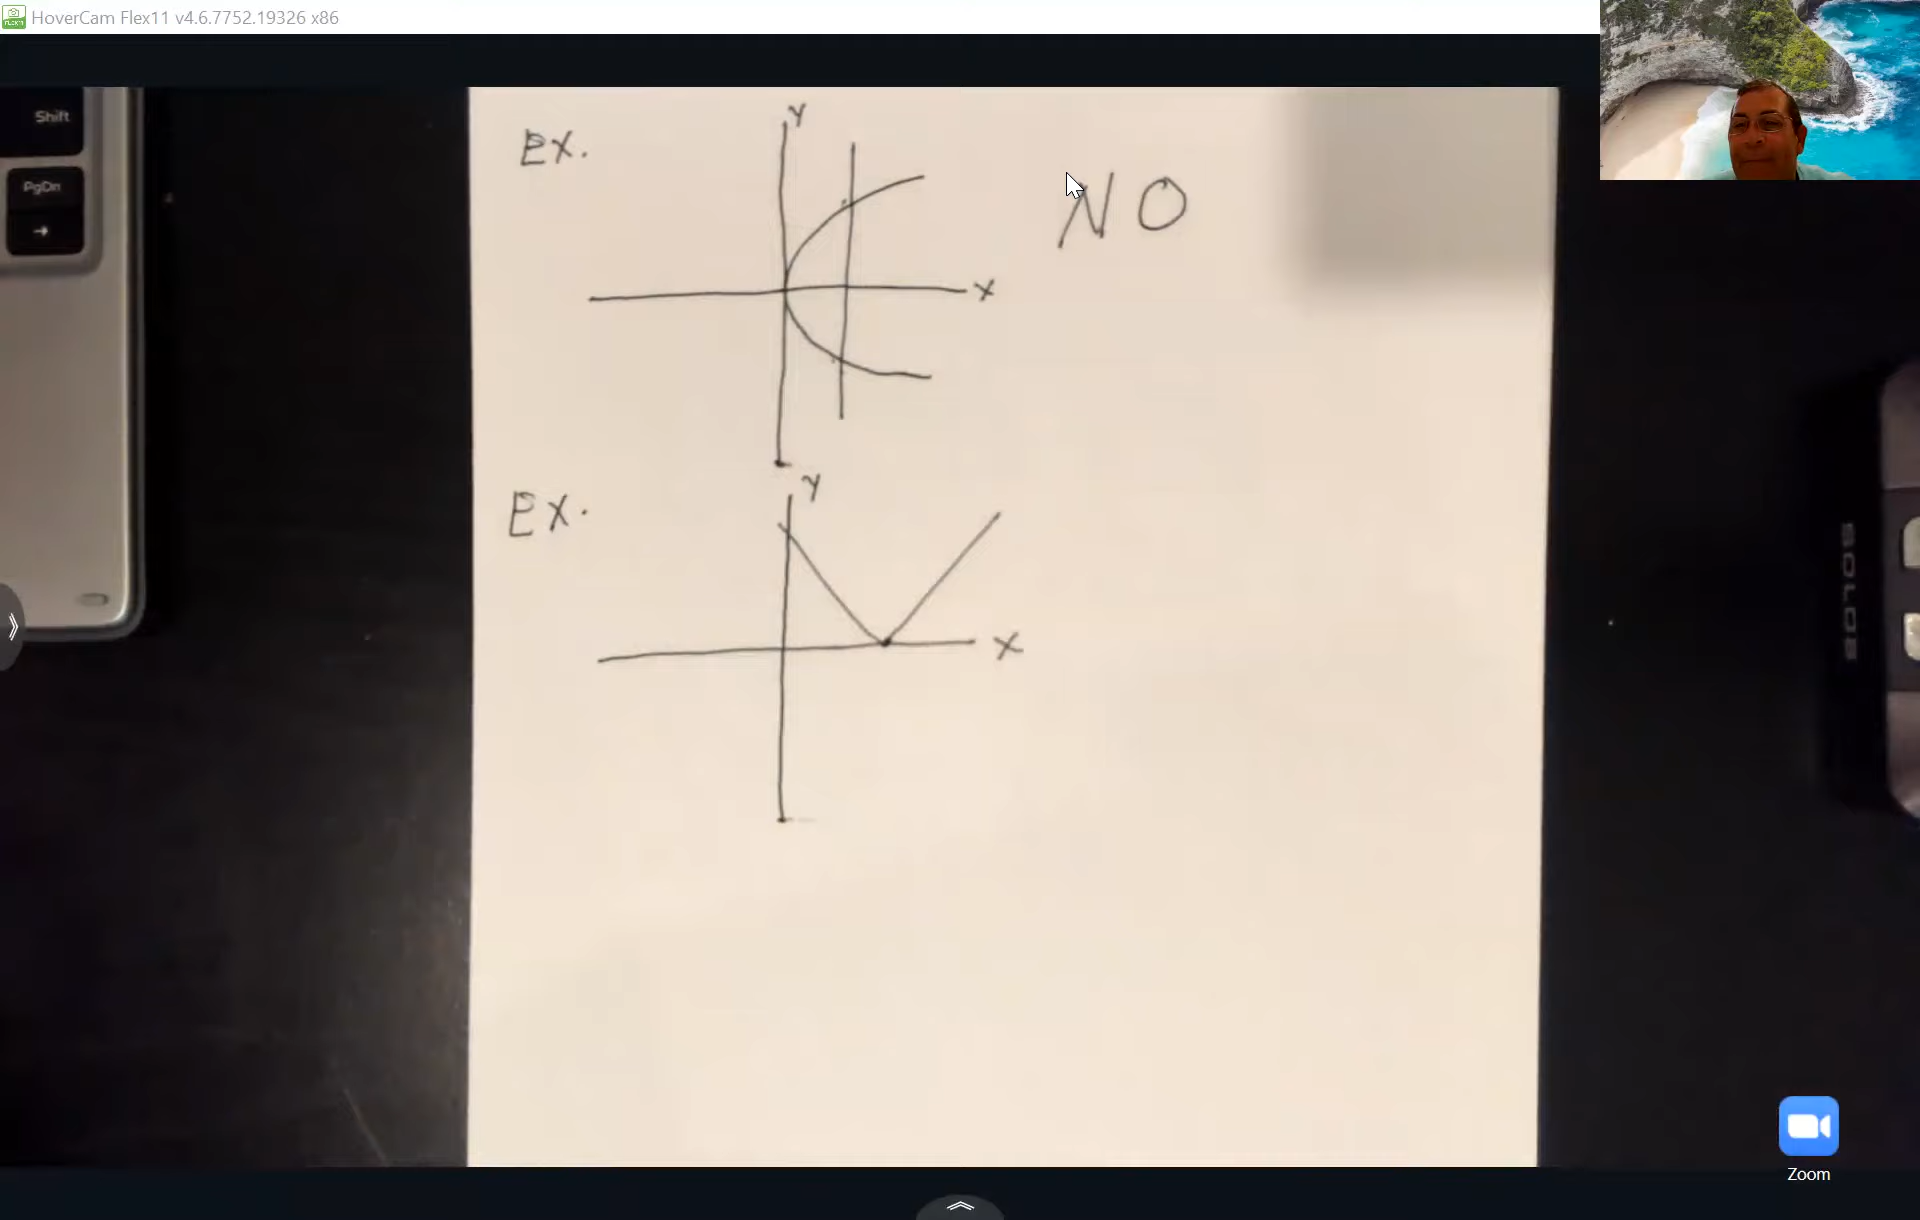 HoverCam Flex11 v4.6.7752.19326 x86
Shift
PgDn
Ex.
Y
NO
X
Ex.
Y
X
Zoom